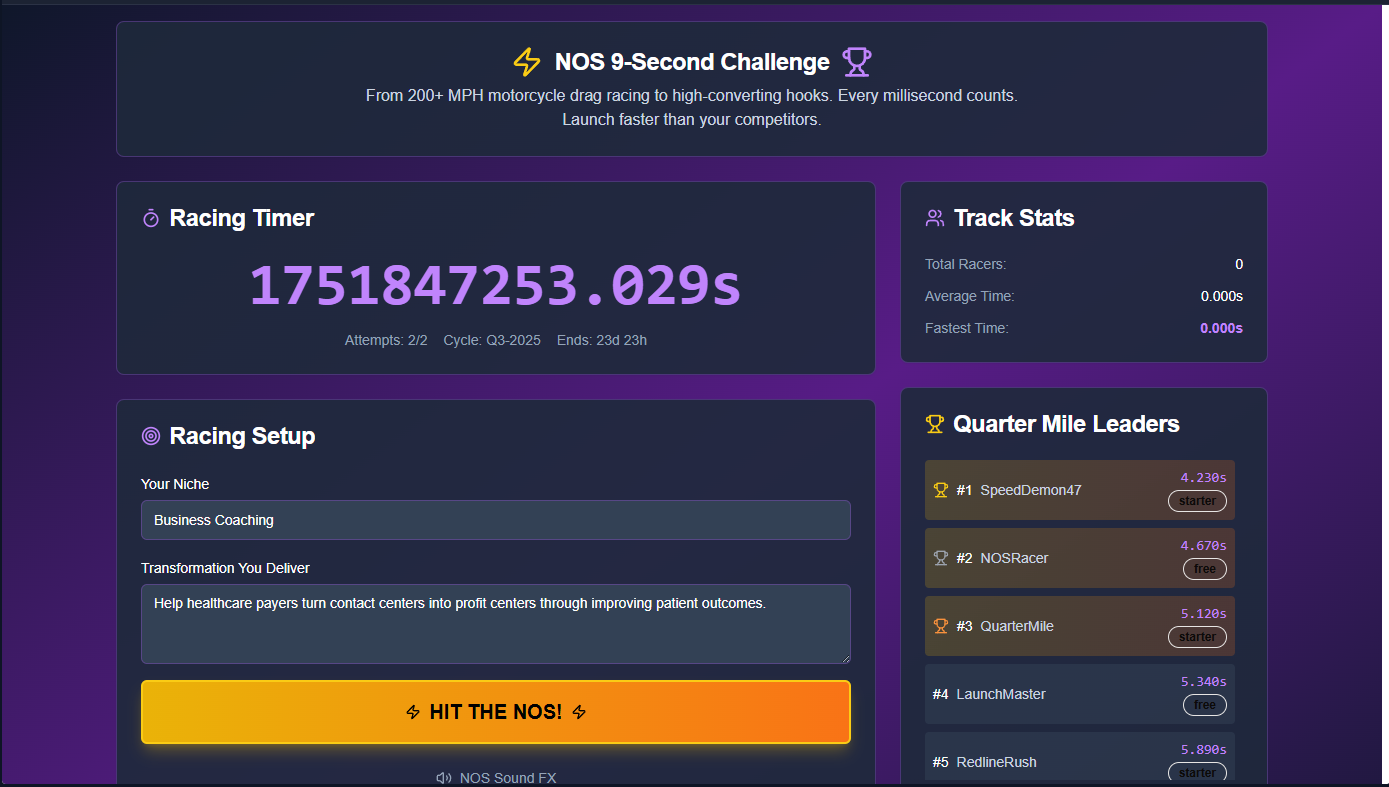 NOS 9-Second Challenge
From 200+ MPH motorcycle drag racing to high-converting hooks. Every millisecond counts.
Launch faster than your competitors.
Racing Timer
1751847253.029s
Attempts: 2/2 Cycle: Q3-2025 Ends: 23d 23h
Racing Setup
Your Niche
Business Coaching
Transformation You Deliver
Help healthcare payers turn contact centers into profit centers through improving patient outcomes.
HIT THE NOS!
NOS Sound FX
Track Stats
Total Racers: 0
Average Time: 0.000s
Fastest Time: 0.000s
Quarter Mile Leaders
#1 SpeedDemon47 4.230s
starter
#2 NOSRacer 4.670s
free
#3 QuarterMile 5.120s
starter
#4 LaunchMaster 5.340s
free
#5 RedlineRush 5.890s
starter